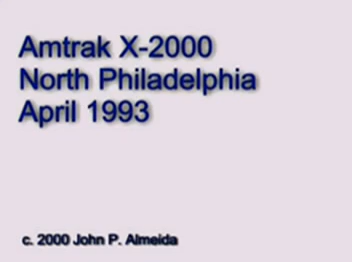 Amtrak X-2000
North Philadelphia
April 1993
c. 2000 John P. Almeida